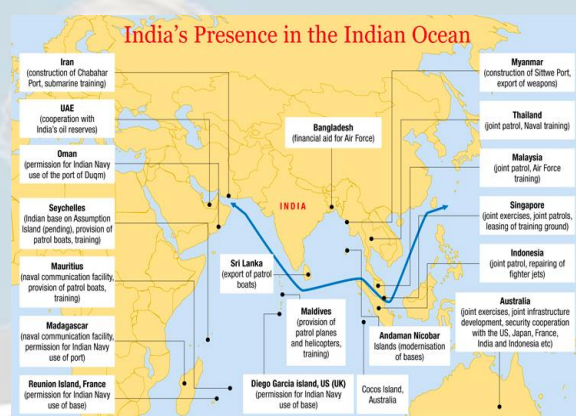 India's Presence in the Indian Ocean
Iran
(construction of Chabahar
Port, submarine training)
UAE
(cooperation with
India's oil reserves)
Oman
(permission for Indian Navy
use of the port of Duqm)
Seychelles
(Indian base on Assumption
Island (pending), provision of
patrol boats, training)
Mauritius
(naval communication facility,
provision of patrol boats,
training)
Madagascar
(naval communication facility,
permission for Indian Navy
use of port)
Reunion Island, France
(permission for Indian Navy
use of base)
Bangladesh
(financial aid for Air Force)
INDIA
Sri Lanka
(export of patrol
boats)
Maldives
(provision of
patrol planes
and helicopters,
training)
Diego Garcia island, US (UK)
(permission for Indian Navy
use of base)
Andaman Nicobar
Islands (modernisation
of bases)
Cocos Island,
Australia
Myanmar
(construction of Sittwe Port,
export of weapons)
Thailand
(joint patrol, Naval training)
Malaysia
(joint patrol, Air Force
training)
Singapore
(joint exercises, joint patrols,
leasing of training ground)
Indonesia
(joint patrol, repairing of
fighter jets)
Australia
(joint exercises, joint infrastructure
development, security cooperation
with the US, Japan, France,
India and Indonesia etc)